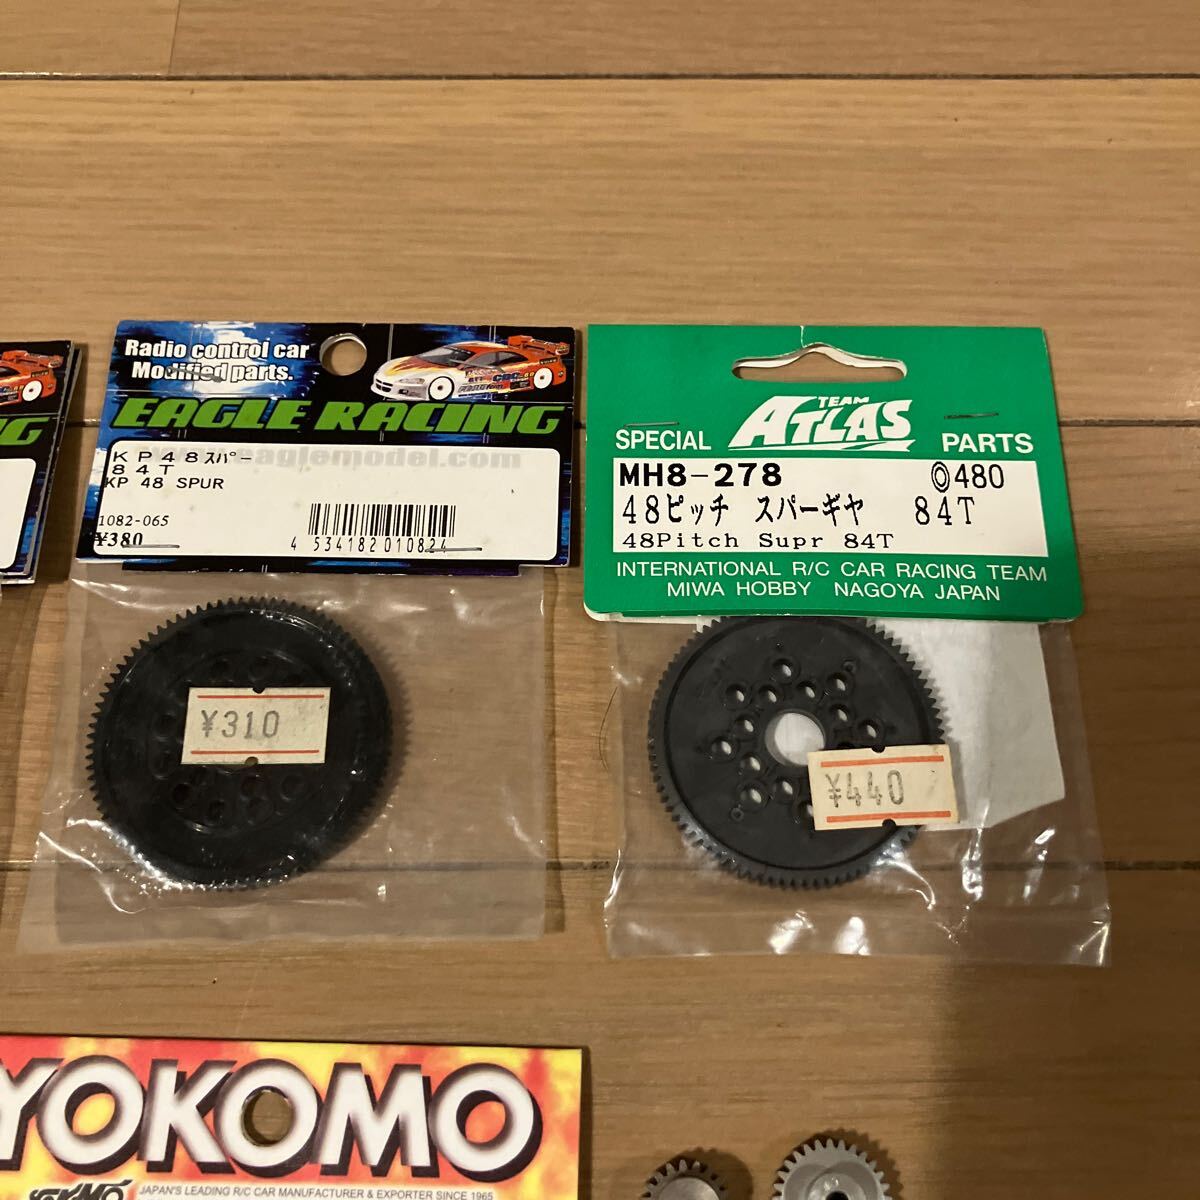 Radio control car
Modified parts.
EAGLE RACING
KP48スパー
84T
KP 48 SPUR
1082-065
¥380
4 534182 010824
¥310
TEAM
ATLAS
SPECIAL PARTS
MH8-278 ◎480
48ピッチ スパーギヤ 84T
48Pitch Supr 84T
INTERNATIONAL R/C CAR RACING TEAM
MIWA HOBBY NAGOYA JAPAN
¥440
YOKOMO
JAPAN'S LEADING R/C CAR MANUFACTURER & EXPORTER SINCE 1965